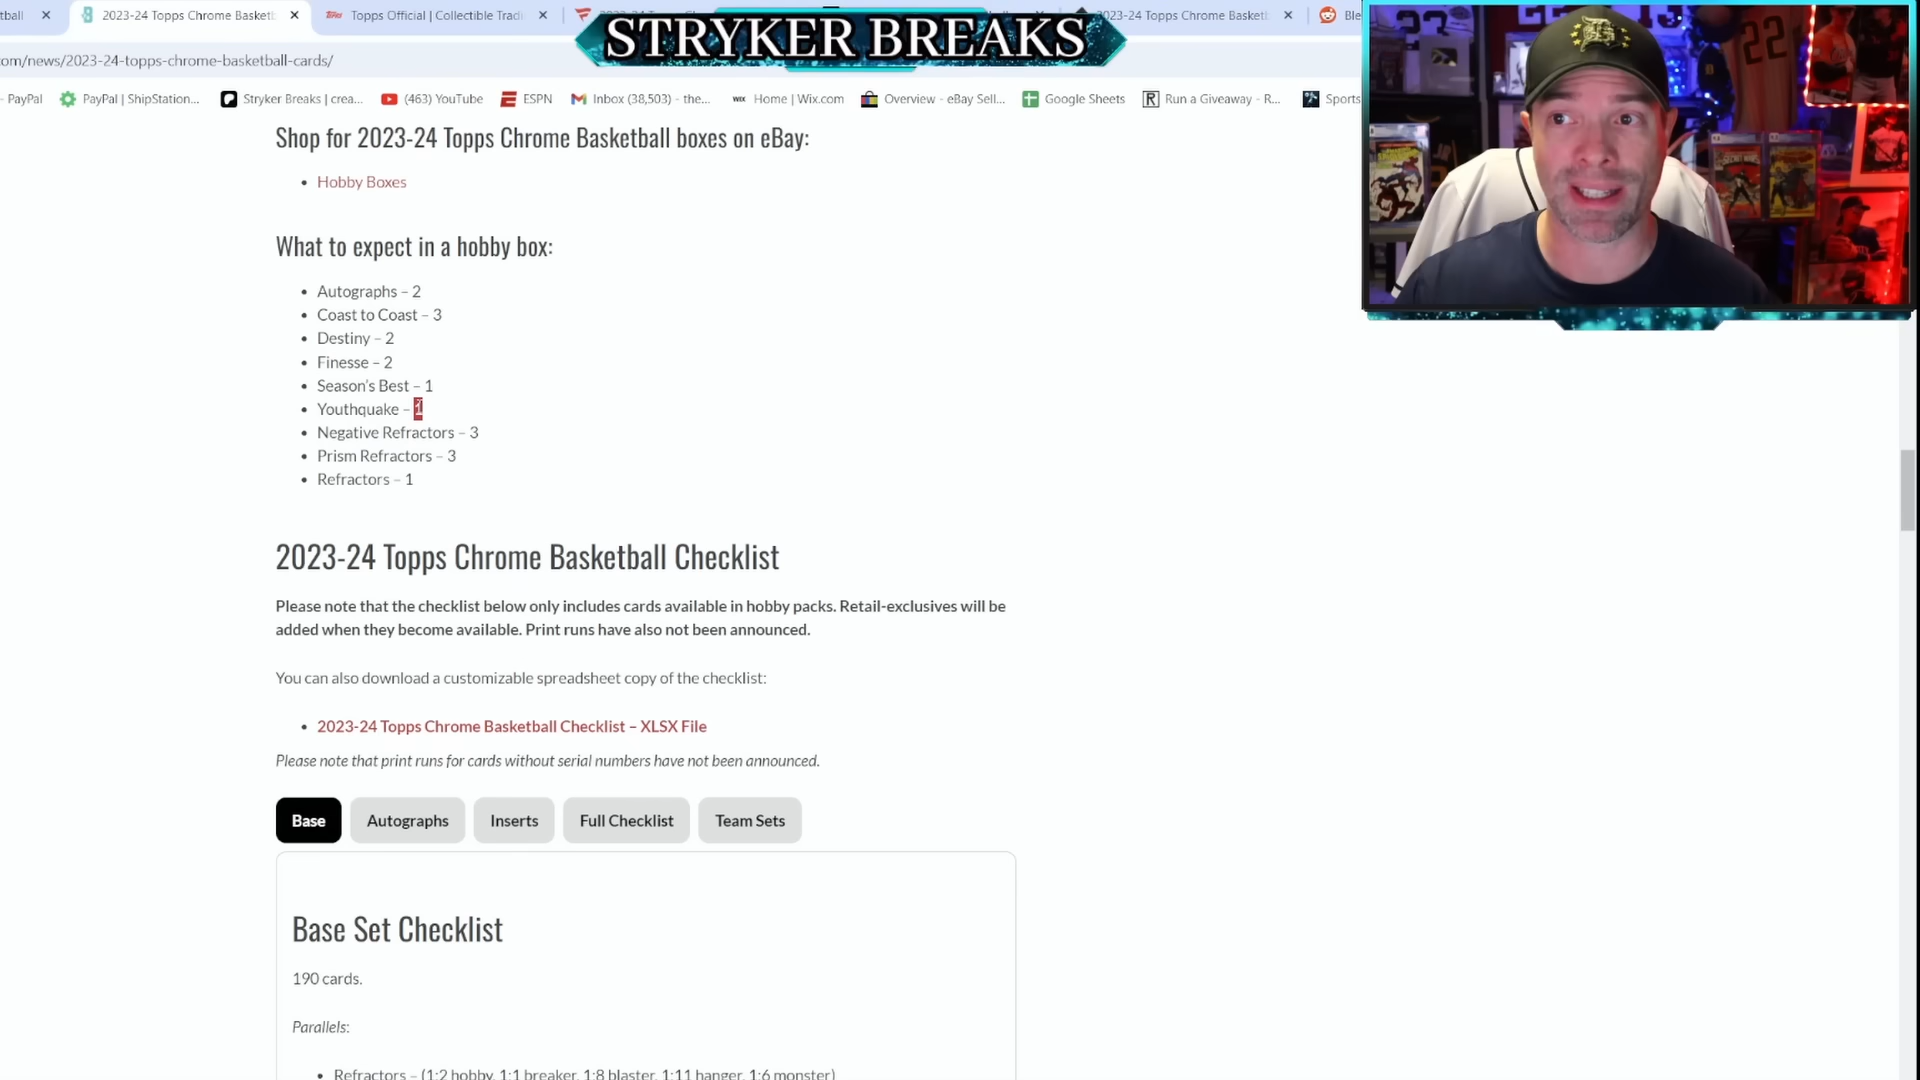 tball
2023-24 Topps Chrome Basketb
Topps Official | Collectible Tradi
2023-24 Topps Chrome Basketb
Ble
STRYKER BREAKS
om/news/2023-24-topps-chrome-basketball-cards/
- PayPal
PayPal | ShipStation...
Stryker Breaks | crea...
(463) YouTube
ESPN
Inbox (38,503) - the...
WIX
Home | Wix.com
Overview - eBay Sell...
Google Sheets
Run a Giveaway - R...
Sports
22
Shop for 2023-24 Topps Chrome Basketball boxes on eBay:
• Hobby Boxes
What to expect in a hobby box:
• Autographs – 2
• Coast to Coast – 3
• Destiny – 2
• Finesse – 2
• Season's Best – 1
• Youthquake – 1
• Negative Refractors – 3
• Prism Refractors – 3
• Refractors – 1
2023-24 Topps Chrome Basketball Checklist
Please note that the checklist below only includes cards available in hobby packs. Retail-exclusives will be
added when they become available. Print runs have also not been announced.
You can also download a customizable spreadsheet copy of the checklist:
• 2023-24 Topps Chrome Basketball Checklist – XLSX File
Please note that print runs for cards without serial numbers have not been announced.
Base
Autographs
Inserts
Full Checklist
Team Sets
Base Set Checklist
190 cards.
Parallels:
• Refractors – (1:2 hobby, 1:1 breaker, 1:8 blaster, 1:11 hanger, 1:6 monster)